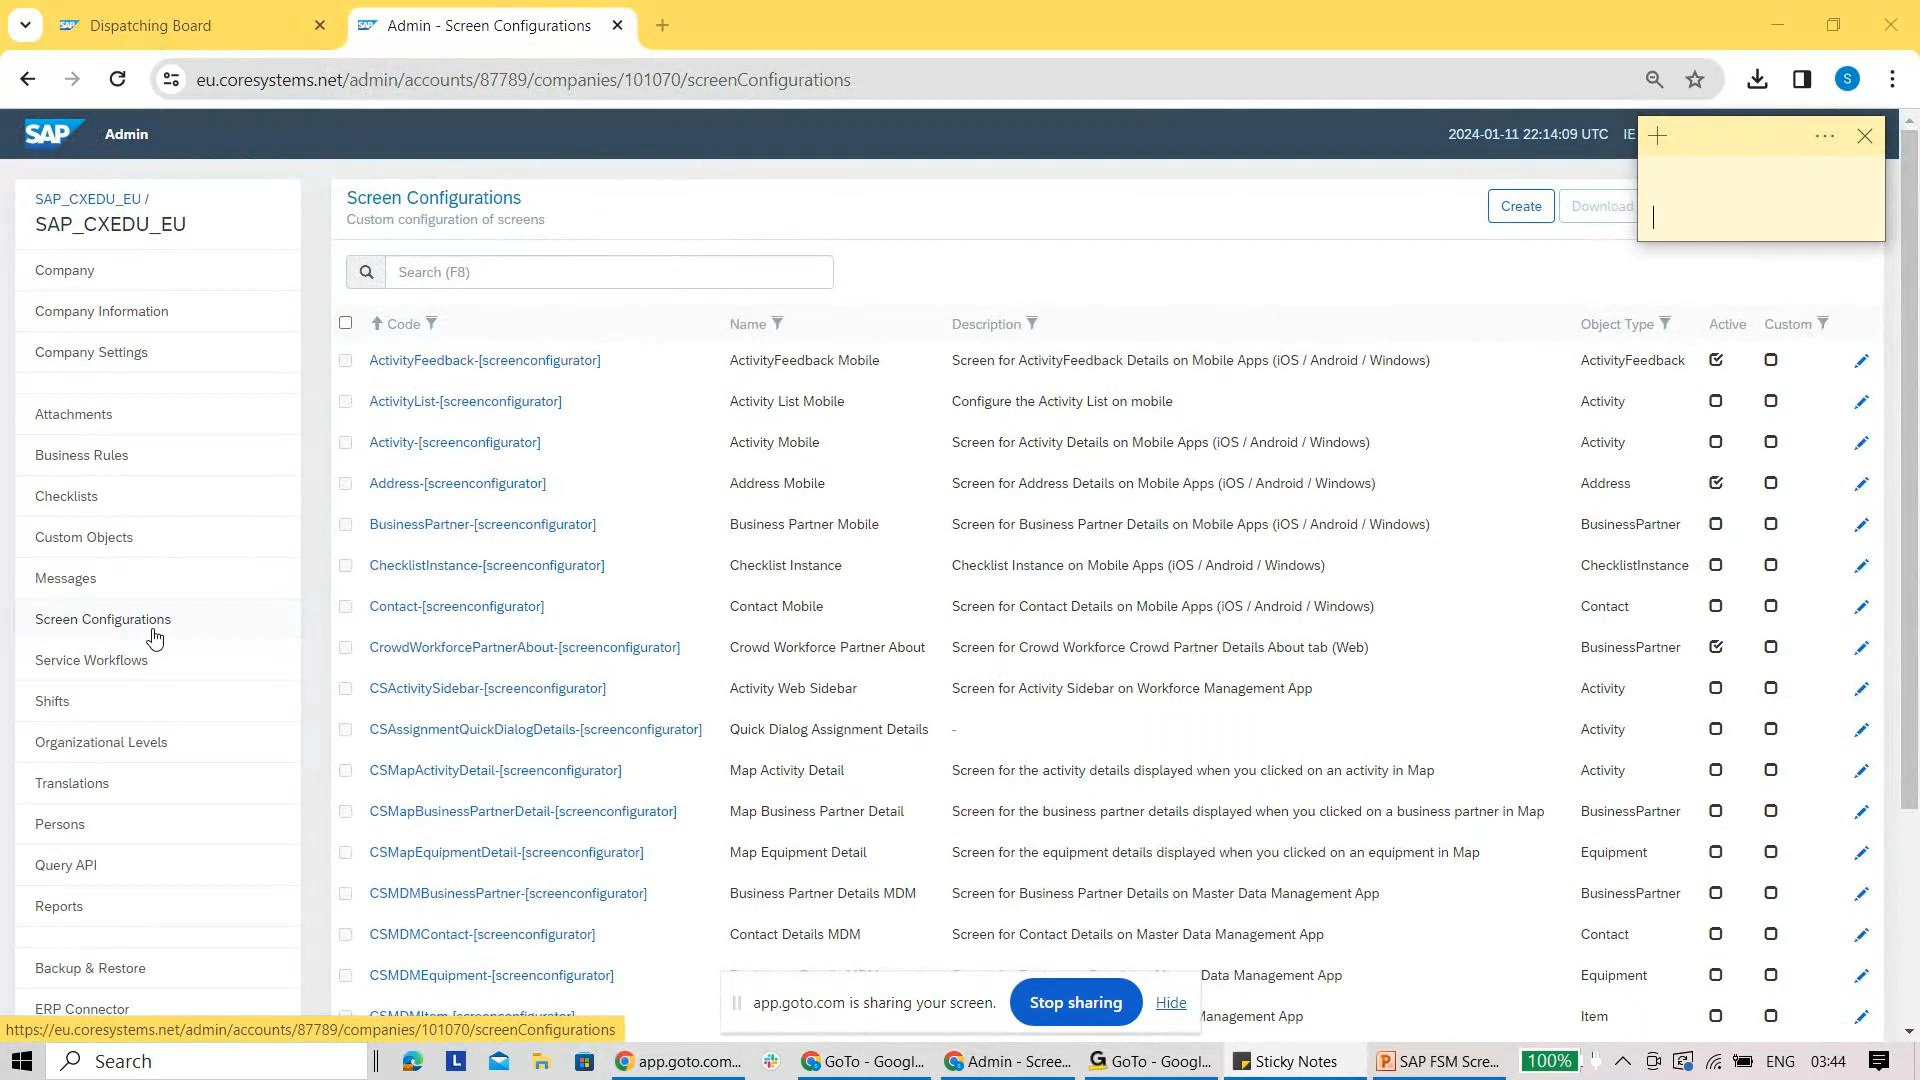 Dispatching Board
Admin - Screen Configurations
eu.coresystems.net/admin/accounts/87789/companies/101070/screenConfigurations
S
SAP Admin
2024-01-11 22:14:09 UTC IE
SAP_CXEDU_EU /
SAP_CXEDU_EU
Company
Company Information
Company Settings
Attachments
Business Rules
Checklists
Custom Objects
Messages
Screen Configurations
Service Workflows
Shifts
Organizational Levels
Translations
Persons
Query API
Reports
Backup & Restore
ERP Connector
Screen Configurations
Custom configuration of screens
Create Download
Search (F8)
Code Name Description Object Type Active Custom
ActivityFeedback-[screenconfigurator] ActivityFeedback Mobile Screen for ActivityFeedback Details on Mobile Apps (iOS / Android / Windows) ActivityFeedback
ActivityList-[screenconfigurator] Activity List Mobile Configure the Activity List on mobile Activity
Activity-[screenconfigurator] Activity Mobile Screen for Activity Details on Mobile Apps (iOS / Android / Windows) Activity
Address-[screenconfigurator] Address Mobile Screen for Address Details on Mobile Apps (iOS / Android / Windows) Address
BusinessPartner-[screenconfigurator] Business Partner Mobile Screen for Business Partner Details on Mobile Apps (iOS / Android / Windows) BusinessPartner
ChecklistInstance-[screenconfigurator] Checklist Instance Checklist Instance on Mobile Apps (iOS / Android / Windows) ChecklistInstance
Contact-[screenconfigurator] Contact Mobile Screen for Contact Details on Mobile Apps (iOS / Android / Windows) Contact
CrowdWorkforcePartnerAbout-[screenconfigurator] Crowd Workforce Partner About Screen for Crowd Workforce Crowd Partner Details About tab (Web) BusinessPartner
CSActivitySidebar-[screenconfigurator] Activity Web Sidebar Screen for Activity Sidebar on Workforce Management App Activity
CSAssignmentQuickDialogDetails-[screenconfigurator] Quick Dialog Assignment Details - Activity
CSMapActivityDetail-[screenconfigurator] Map Activity Detail Screen for the activity details displayed when you clicked on an activity in Map Activity
CSMapBusinessPartnerDetail-[screenconfigurator] Map Business Partner Detail Screen for the business partner details displayed when you clicked on a business partner in Map BusinessPartner
CSMapEquipmentDetail-[screenconfigurator] Map Equipment Detail Screen for the equipment details displayed when you clicked on an equipment in Map Equipment
CSMDMBusinessPartner-[screenconfigurator] Business Partner Details MDM Screen for Business Partner Details on Master Data Management App BusinessPartner
CSMDMContact-[screenconfigurator] Contact Details MDM Screen for Contact Details on Master Data Management App Contact
CSMDMEquipment-[screenconfigurator] Data Management App Equipment
CSMDMItem-[screenconfigurator] Management App Item
app.goto.com is sharing your screen. Stop sharing Hide
https://eu.coresystems.net/admin/accounts/87789/companies/101070/screenConfigurations
Search
L
app.goto.com...
GoTo - Googl...
Admin - Scree...
GoTo - Googl...
Sticky Notes
SAP FSM Scre...
100%
ENG
03:44